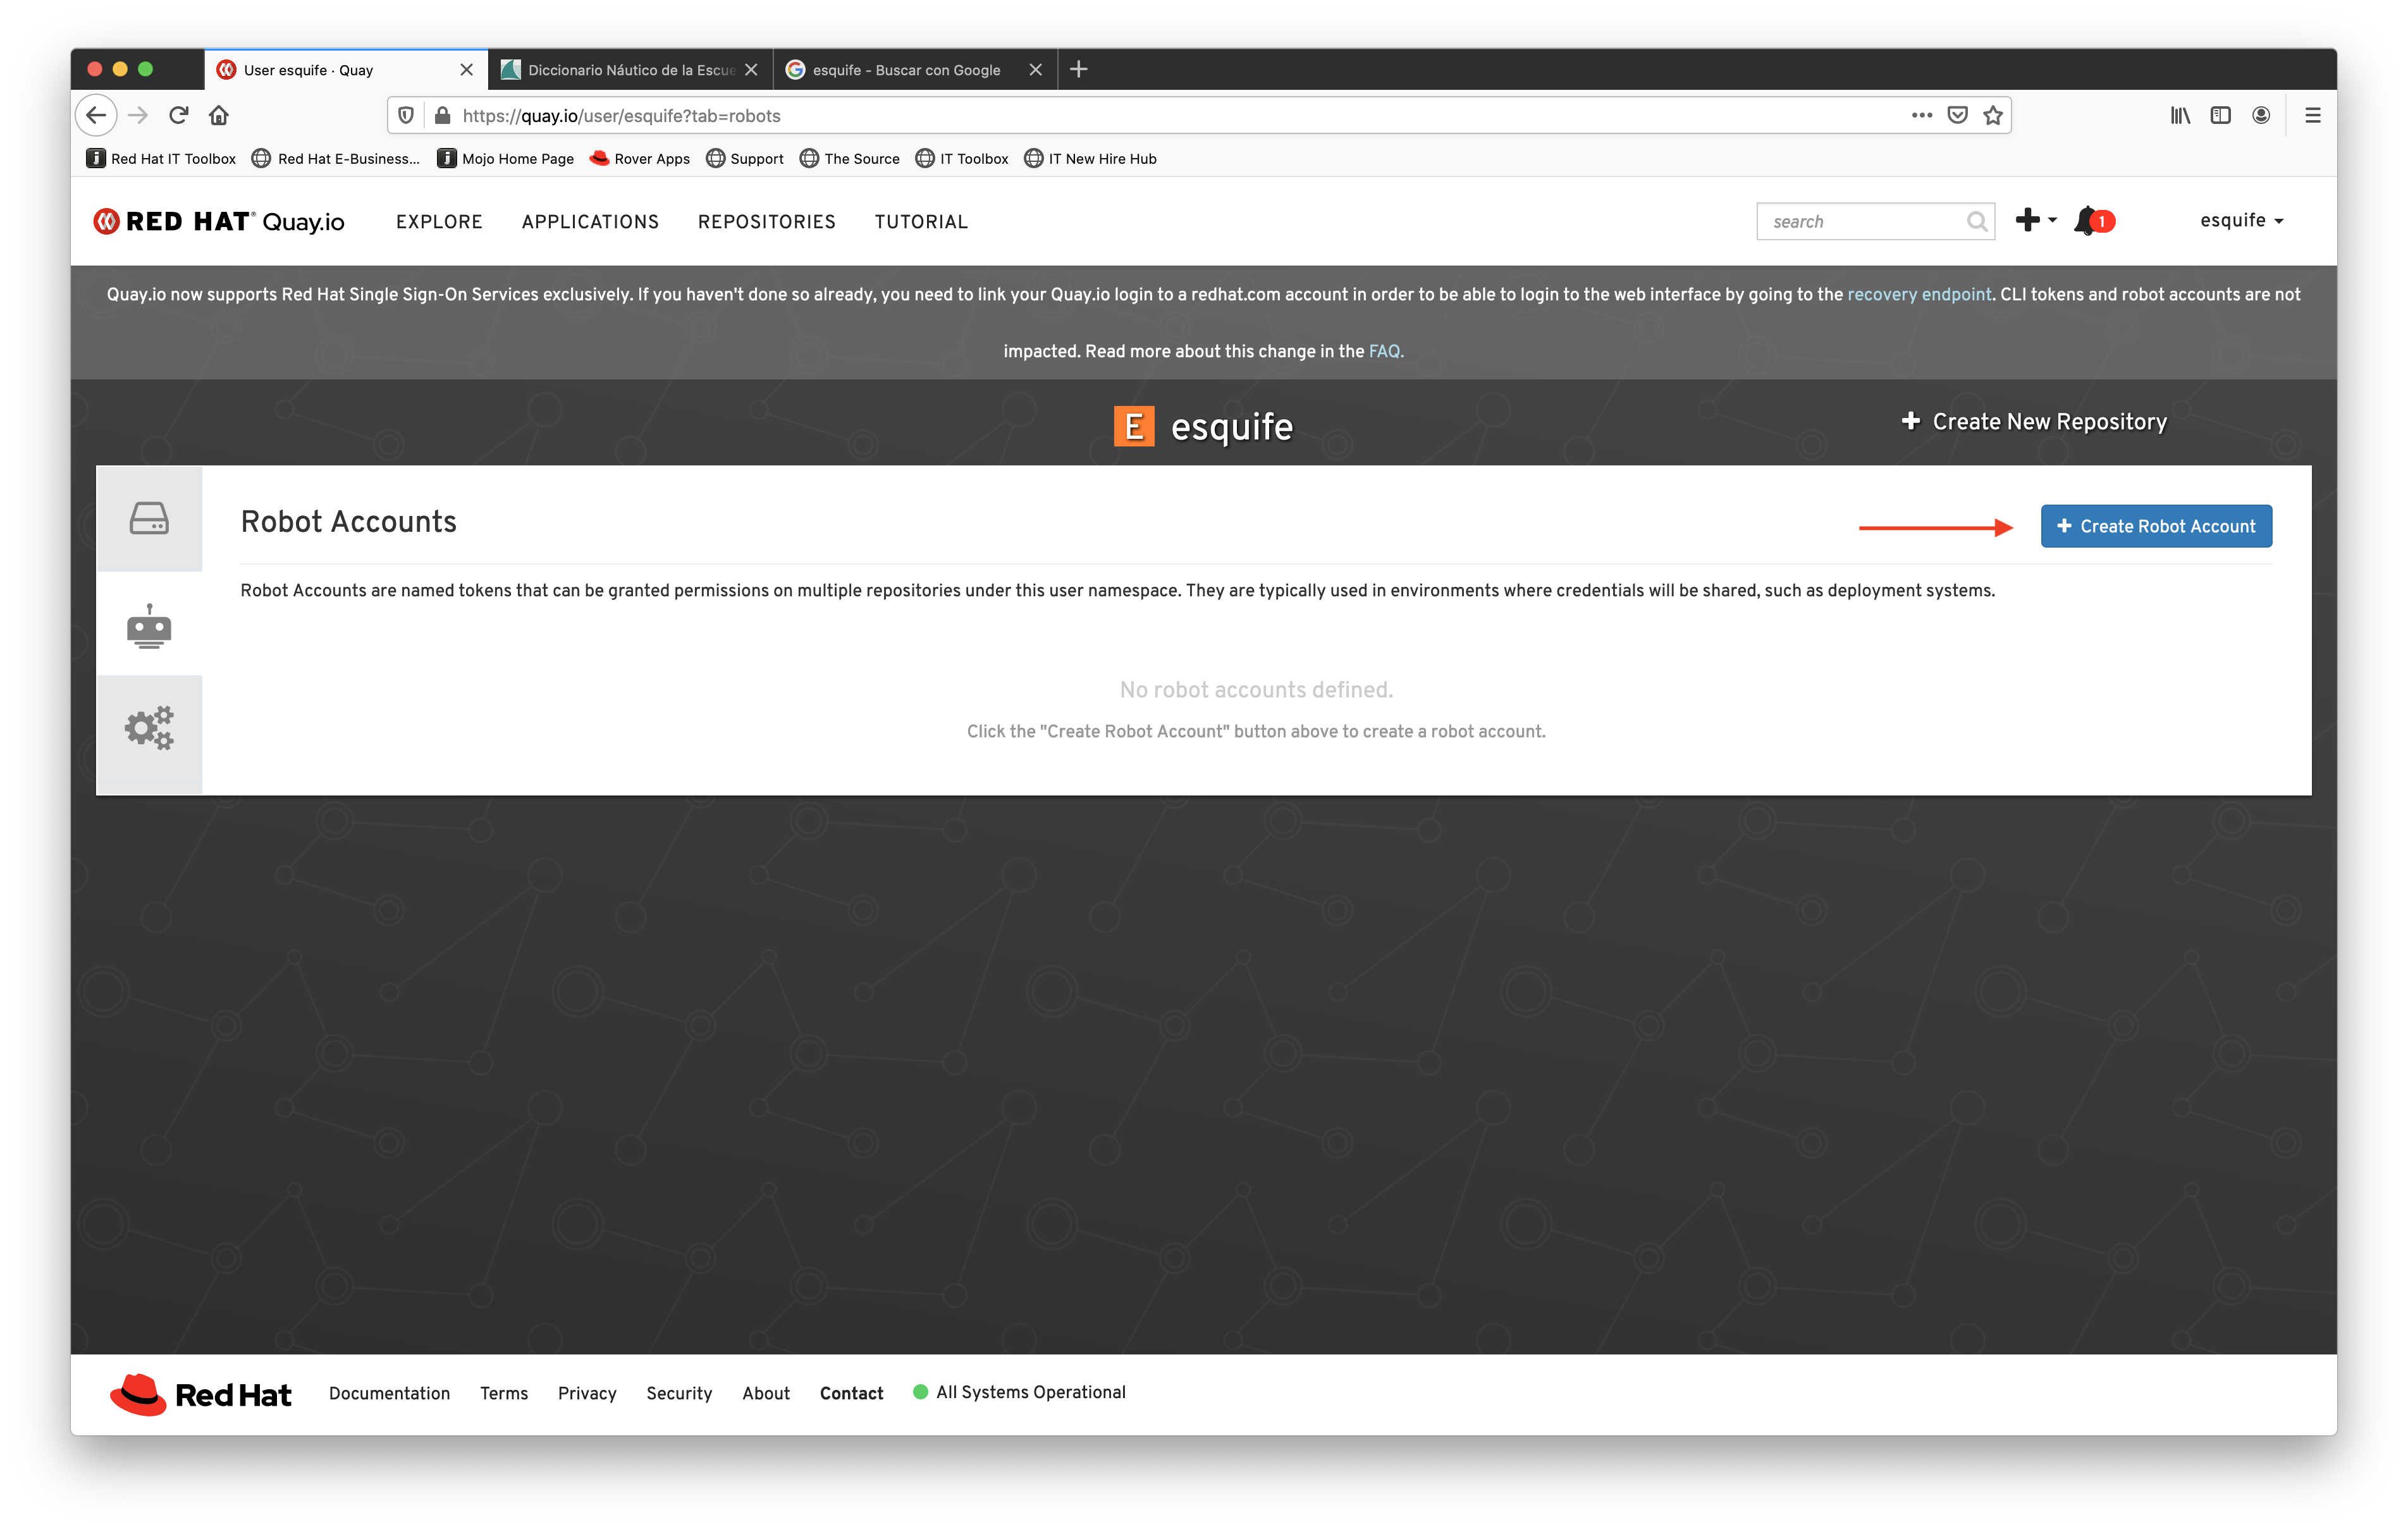 User esquife · Quay
Diccionario Náutico de la Escue
esquife - Buscar con Google
https://quay.io/user/esquife?tab=robots
Red Hat IT Toolbox
Red Hat E-Business...
Mojo Home Page
Rover Apps
Support
The Source
IT Toolbox
IT New Hire Hub
RED HAT® Quay.io
EXPLORE
APPLICATIONS
REPOSITORIES
TUTORIAL
search
1
esquife
Quay.io now supports Red Hat Single Sign-On Services exclusively. If you haven't done so already, you need to link your Quay.io login to a redhat.com account in order to be able to login to the web interface by going to the recovery endpoint. CLI tokens and robot accounts are not
impacted. Read more about this change in the FAQ.
E esquife
+ Create New Repository
Robot Accounts
+ Create Robot Account
Robot Accounts are named tokens that can be granted permissions on multiple repositories under this user namespace. They are typically used in environments where credentials will be shared, such as deployment systems.
No robot accounts defined.
Click the "Create Robot Account" button above to create a robot account.
Red Hat
Documentation
Terms
Privacy
Security
About
Contact
All Systems Operational